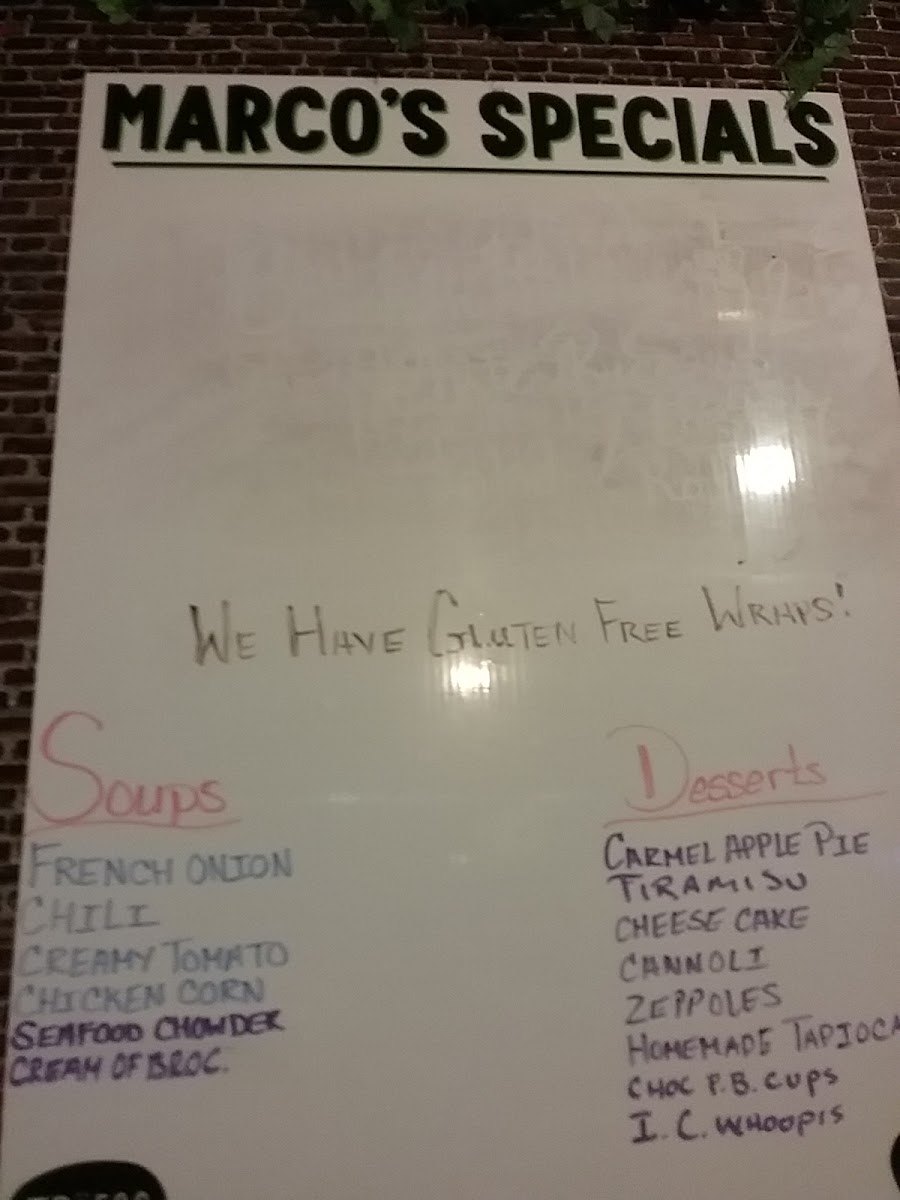 MARCO'S SPECIALS
WE HAVE GLUTEN FREE WRAPS!
Soups
FRENCH ONION
CHILI
CREAMY TOMATO
CHICKEN CORN
SEAFOOD CHOWDER
CREAM OF BROC.
Desserts
CARMEL APPLE PIE
TIRAMISU
CHEESE CAKE
CANNOLI
ZEPPOLES
HOMEMADE TAPIOCA
CHOC P.B. CUPS
I.C. WHOOPIS